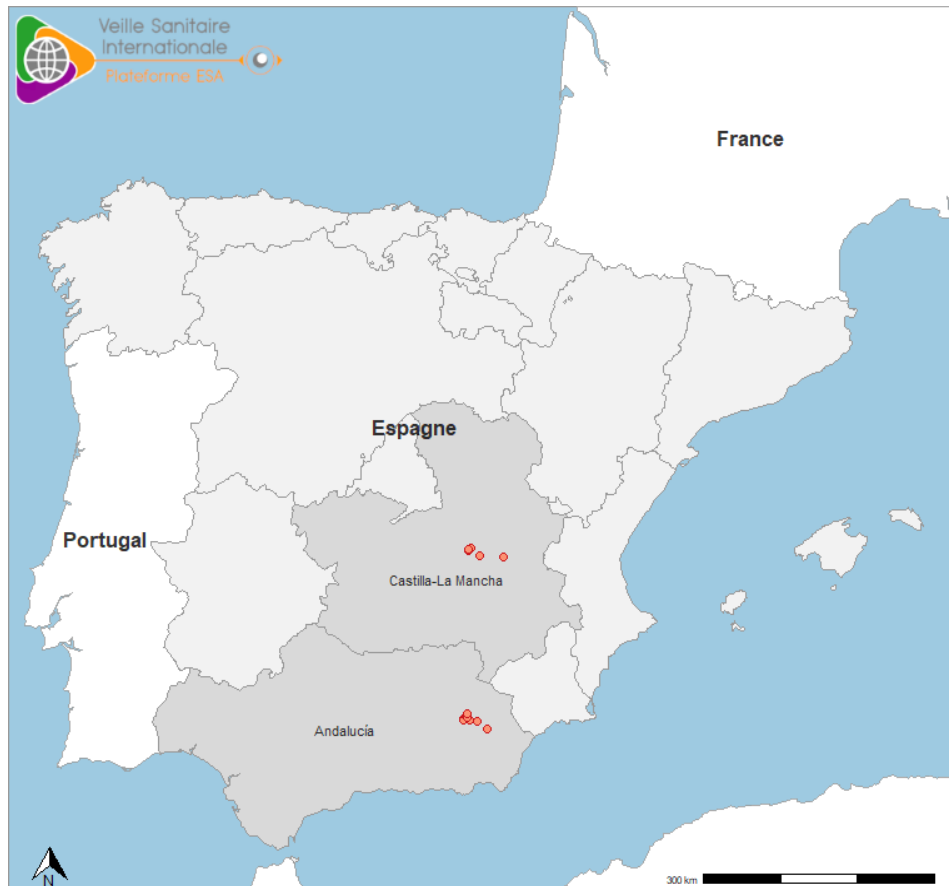 Veille Sanitaire
Internationale
Plateforme ESA
France
Espagne
Portugal
Castilla-La Mancha
Andalucía
N
300 km